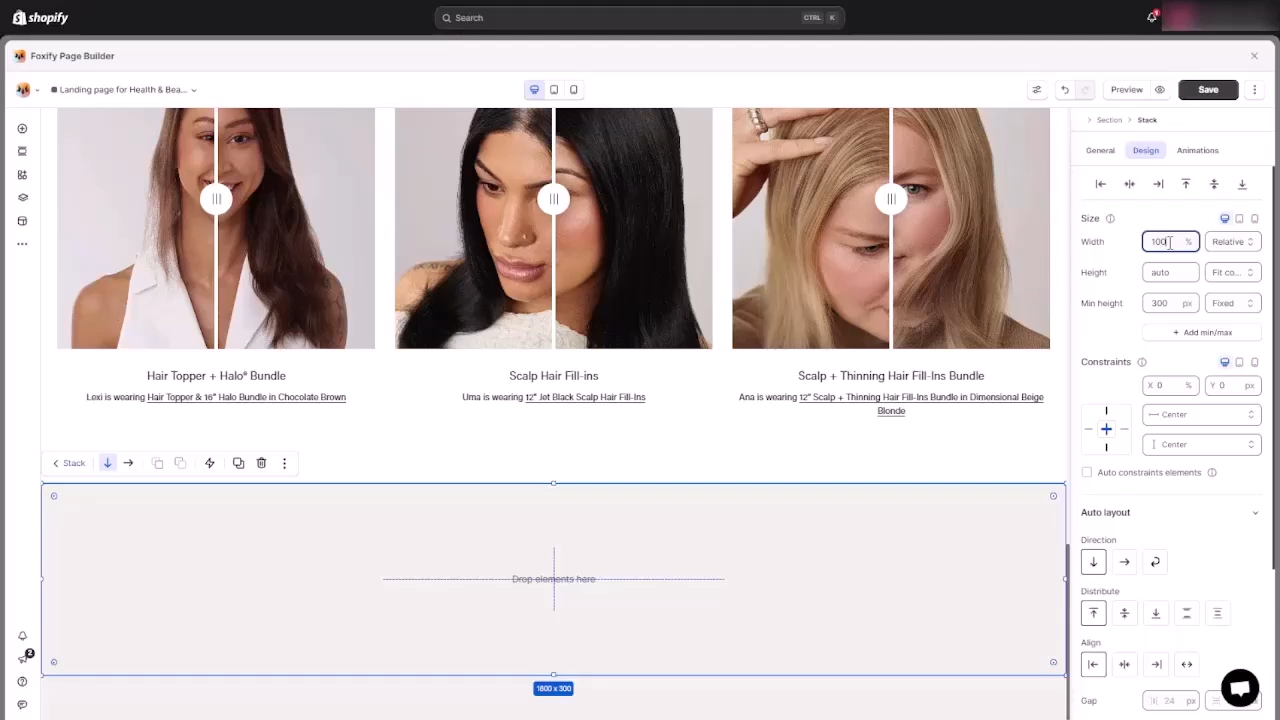 shopify
Search
CTRL K
1
Foxify Page Builder
Landing page for Health & Bea...
Preview
Save
Section > Stack
General
Design
Animations
Size
Width
100 %
Relative
Height
auto
Fit co...
Min height
300 px
Fixed
+ Add min/max
Constraints
X 0 %
Y 0 px
Center
Center
Auto constraints elements
Auto layout
Direction
Distribute
Align
Gap
24 px
Hair Topper + Halo® Bundle
Lexi is wearing Hair Topper & 16" Halo Bundle in Chocolate Brown
Scalp Hair Fill-ins
Uma is wearing 12" Jet Black Scalp Hair Fill-Ins
Scalp + Thinning Hair Fill-Ins Bundle
Ana is wearing 12" Scalp + Thinning Hair Fill-Ins Bundle in Dimensional Beige
Blonde
Stack
Drop elements here
1600 x 300
2